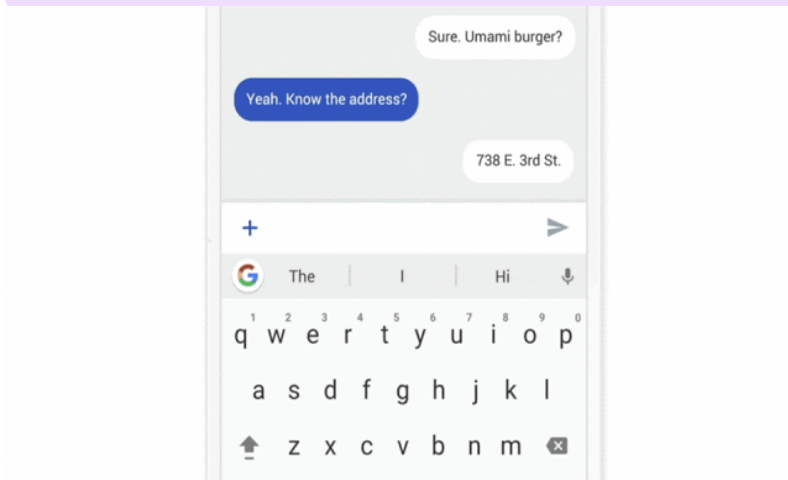 Sure. Umami burger?
Yeah. Know the address?
738 E. 3rd St.
+
G The I Hi
1 2 3 4 5 6 7 8 9 0
q w e r t y u i o p
a s d f g h j k l
z x c v b n m